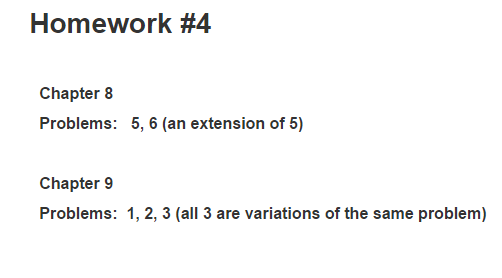 Homework #4
Chapter 8
Problems: 5, 6 (an extension of 5)
Chapter 9
Problems: 1, 2, 3 (all 3 are variations of the same problem)